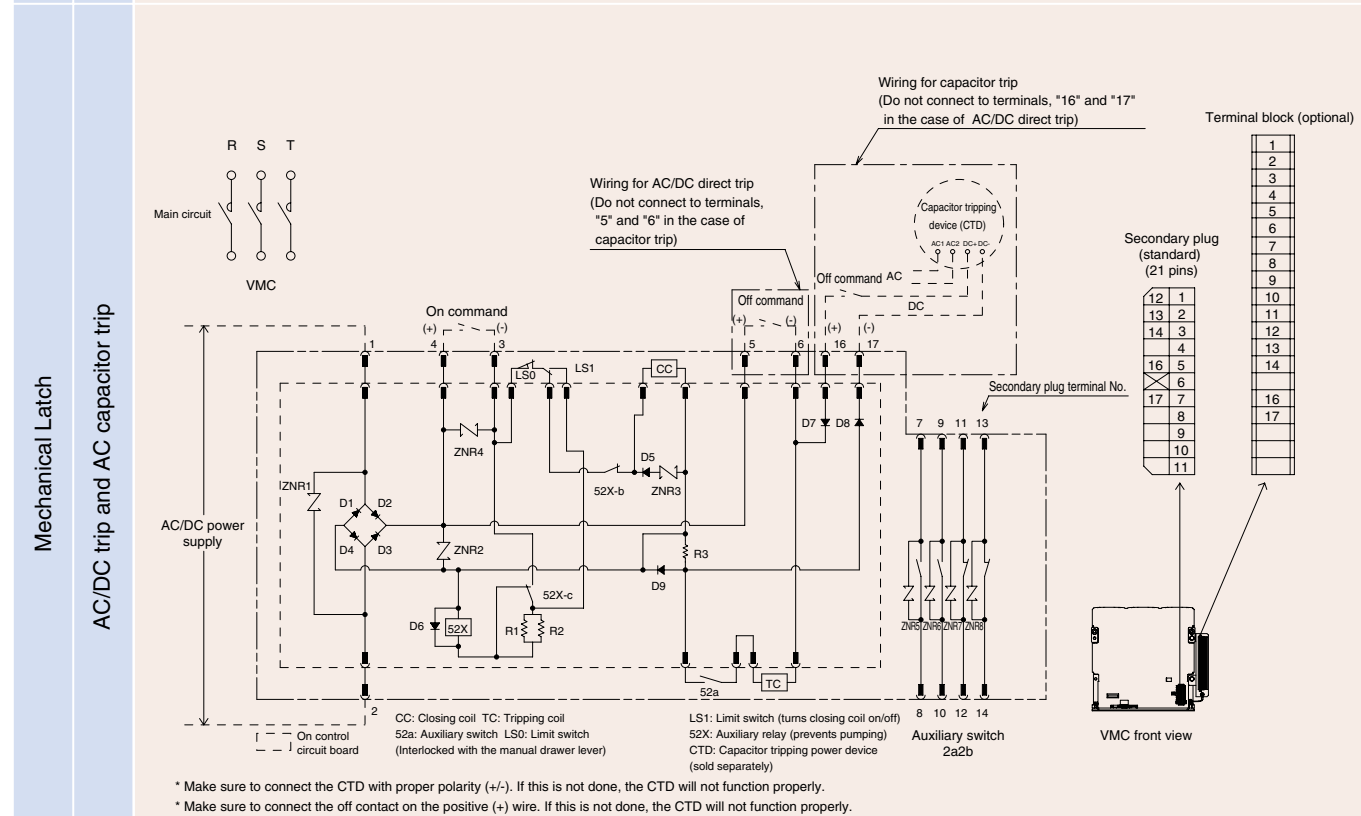 Mechanical Latch
AC/DC trip and AC capacitor trip
R S T
Main circuit
VMC
Wiring for capacitor trip
(Do not connect to terminals, "16" and "17"
in the case of AC/DC direct trip)
Wiring for AC/DC direct trip
(Do not connect to terminals,
"5" and "6" in the case of
capacitor trip)
Capacitor tripping
device (CTD)
AC1 AC2 DC+ DC-
Off command AC
DC
Off command
(+) (-)
(+) (-)
On command
(+) (-)
1 4 3 5 6 16 17
LS0 LS1
CC
ZNR4
D7 D8
D5
52X-b ZNR3
ZNR1
D1 D2
D4 D3
ZNR2
R3
D9
52X-c
D6 52X R1 R2
52a
TC
2
AC/DC power
supply
Secondary plug terminal No.
7 9 11 13
ZNR5 ZNR6 ZNR7 ZNR8
8 10 12 14
Auxiliary switch
2a2b
Terminal block (optional)
1
2
3
4
5
6
7
8
9
10
11
12
13
14
16
17
Secondary plug
(standard)
(21 pins)
12 1
13 2
14 3
4
16 5
6
17 7
8
9
10
11
VMC front view
On control
circuit board
CC: Closing coil TC: Tripping coil
52a: Auxiliary switch LS0: Limit switch
(Interlocked with the manual drawer lever)
LS1: Limit switch (turns closing coil on/off)
52X: Auxiliary relay (prevents pumping)
CTD: Capacitor tripping power device
(sold separately)
* Make sure to connect the CTD with proper polarity (+/-). If this is not done, the CTD will not function properly.
* Make sure to connect the off contact on the positive (+) wire. If this is not done, the CTD will not function properly.